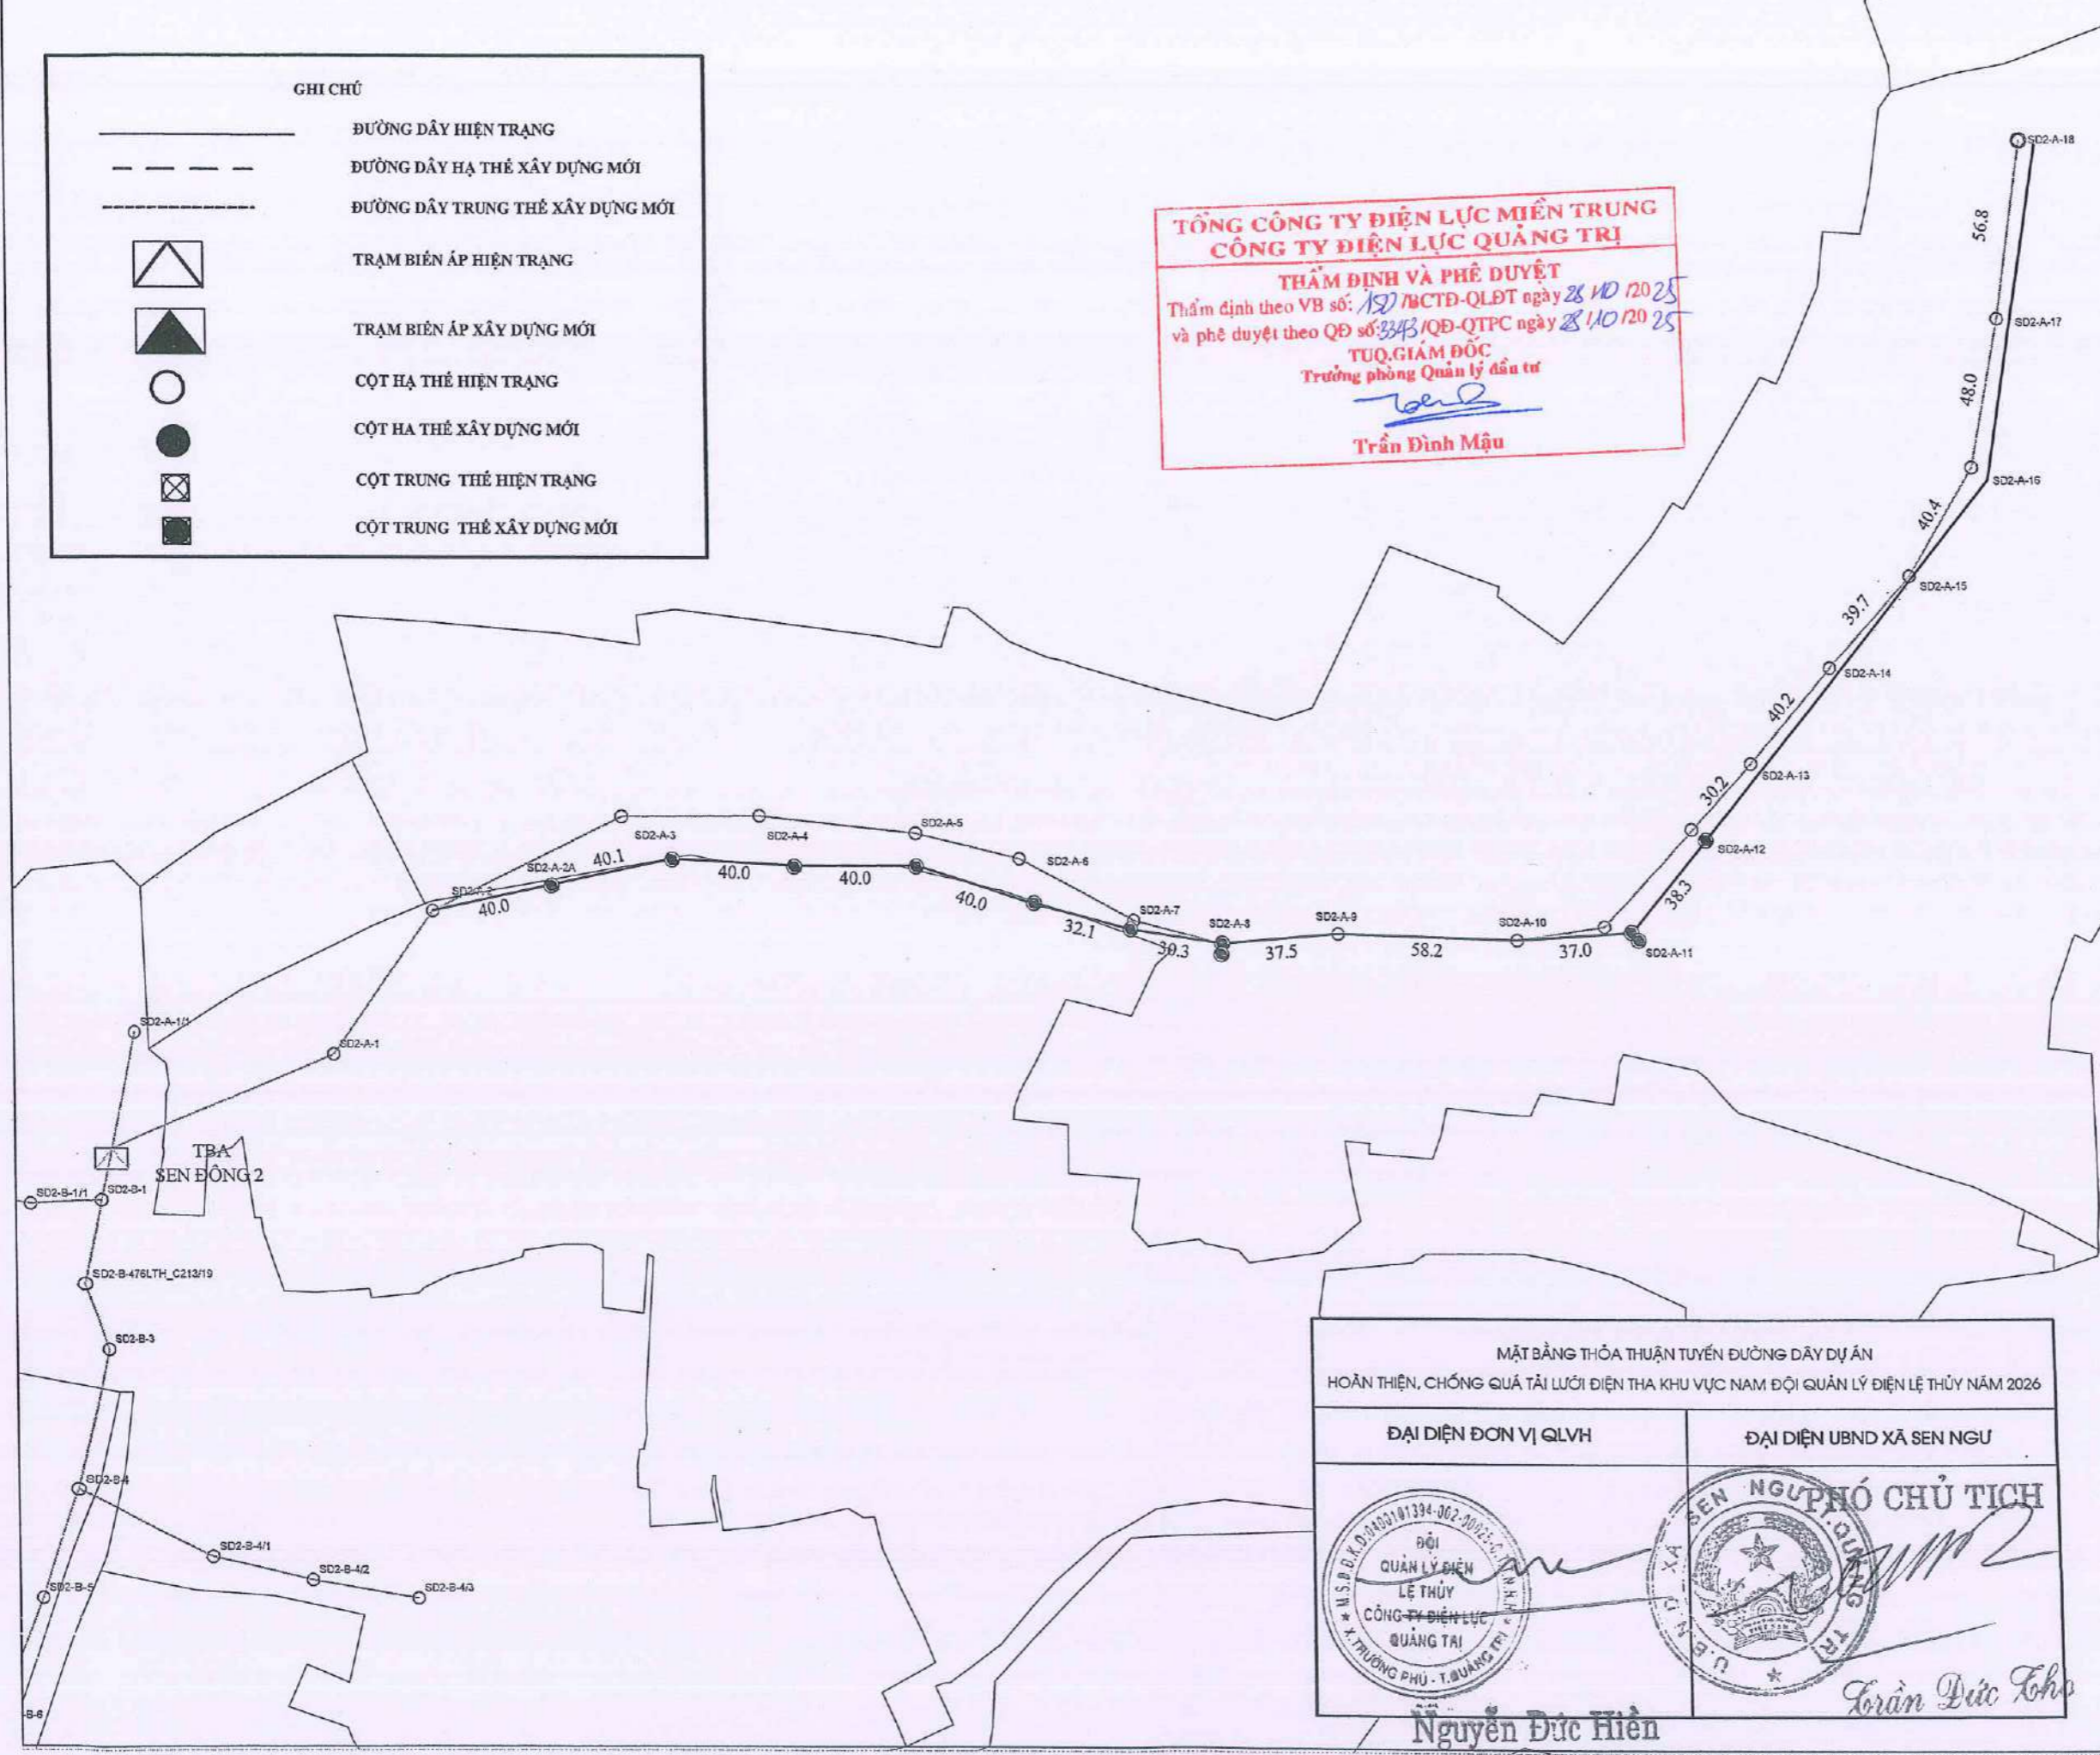 GHI CHÚ
ĐƯỜNG DÂY HIỆN TRẠNG
ĐƯỜNG DÂY HẠ THẾ XÂY DỰNG MỚI
ĐƯỜNG DÂY TRUNG THẾ XÂY DỰNG MỚI
TRẠM BIẾN ÁP HIỆN TRẠNG
TRẠM BIẾN ÁP XÂY DỰNG MỚI
CỘT HẠ THẾ HIỆN TRẠNG
CỘT HA THẾ XÂY DỰNG MỚI
CỘT TRUNG THẾ HIỆN TRẠNG
CỘT TRUNG THẾ XÂY DỰNG MỚI
TỔNG CÔNG TY ĐIỆN LỰC MIỀN TRUNG
CÔNG TY ĐIỆN LỰC QUẢNG TRỊ
THẨM ĐỊNH VÀ PHÊ DUYỆT
Thẩm định theo VB số: /BCTĐ-QLĐT ngày 28/10/2025
và phê duyệt theo QĐ số: 3343/QĐ-QTPC ngày 28/10/2025
TUQ.GIÁM ĐỐC
Trưởng phòng Quản lý đầu tư
Trần Đình Mậu
SD2-A-18
56.8
SD2-A-17
48.0
SD2-A-16
40.4
SD2-A-15
39.7
SD2-A-14
40.2
SD2-A-13
30.2
SD2-A-12
38.3
SD2-A-11
SD2-A-3
SD2-A-4
SD2-A-5
SD2-A-6
SD2-A-2
SD2-A-2A
40.0
40.1
40.0
40.0
40.0
32.1
SD2-A-7
30.3
SD2-A-8
37.5
SD2-A-9
58.2
SD2-A-10
37.0
SD2-A-1/1
SD2-A-1
TBA
SEN ĐÔNG 2
SD2-B-1/1
SD2-B-1
SD2-B-476LTH_C213/19
SD2-B-3
SD2-B-4
SD2-B-4/1
SD2-B-4/2
SD2-B-4/3
SD2-B-5
-B-6
MẶT BẰNG THỎA THUẬN TUYẾN ĐƯỜNG DÂY DỰ ÁN
HOÀN THIỆN, CHỐNG QUÁ TẢI LƯỚI ĐIỆN THA KHU VỰC NAM ĐỘI QUẢN LÝ ĐIỆN LỆ THỦY NĂM 2026
ĐẠI DIỆN ĐƠN VỊ QLVH
ĐẠI DIỆN UBND XÃ SEN NGƯ
ĐỘI
QUẢN LÝ ĐIỆN
LỆ THỦY
CÔNG TY ĐIỆN LỰC
QUẢNG TRỊ
X.TRƯỜNG PHÚ - T.QUẢNG TRỊ
Nguyễn Đức Hiền
PHÓ CHỦ TỊCH
U.B.N.D XÃ SEN NGƯ T.QUẢNG TRỊ
Trần Đức Thọ